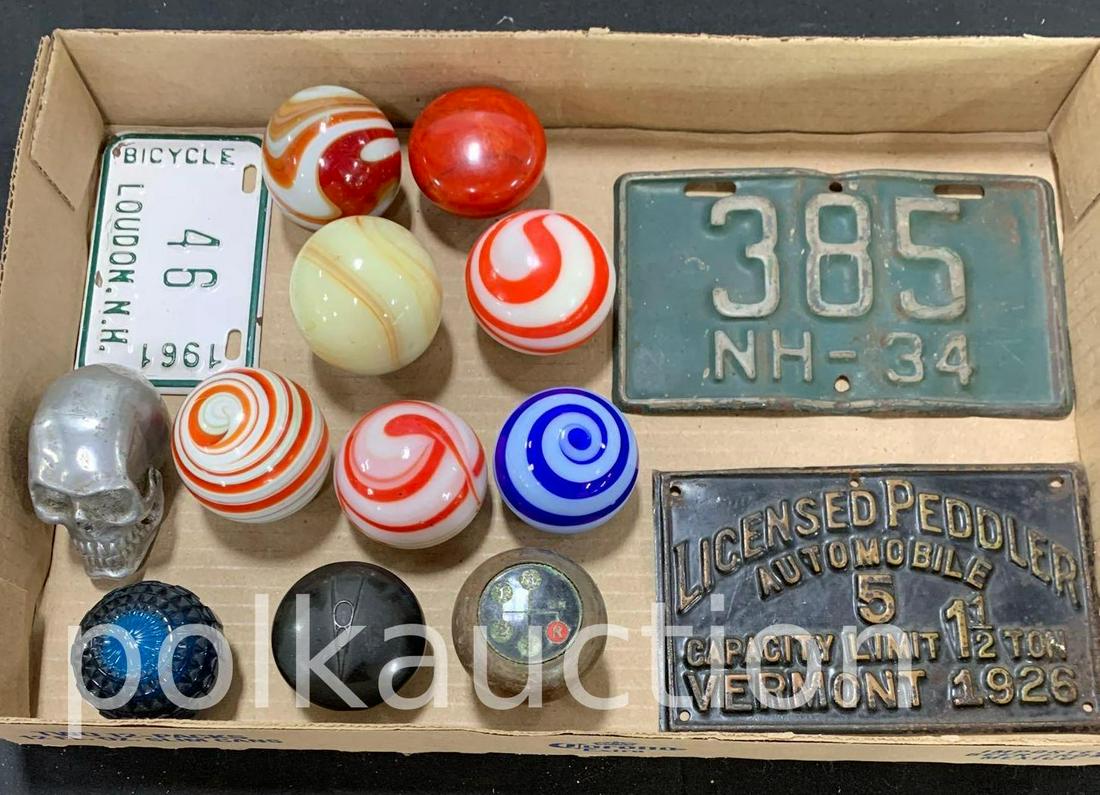 BICYCLE
LOUDON.N.H.
46
1961
385
NH-34
LICENSED PEDDLER
AUTOMOBILE
5
CAPACITY LIMIT 1 1/2 TON
VERMONT 1926
R
polkauction